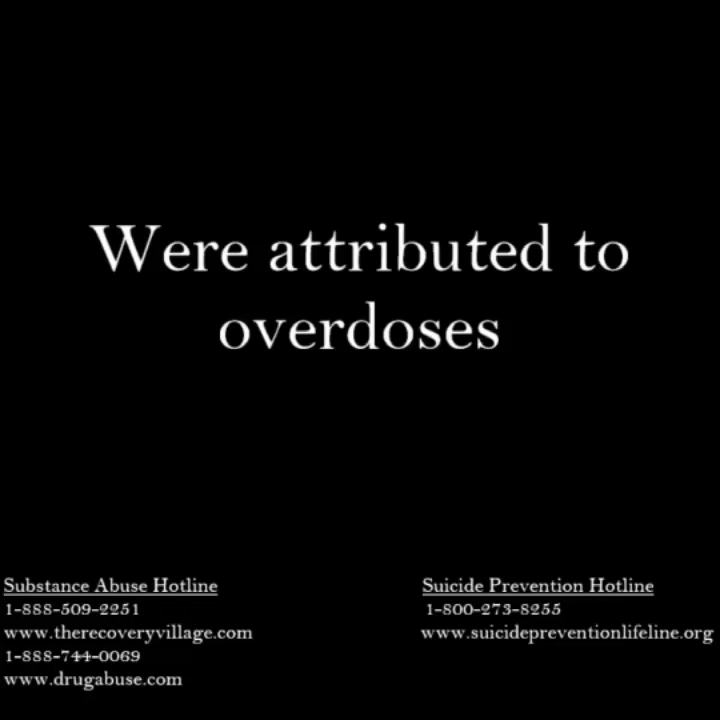 Were attributed to
overdoses
Substance Abuse Hotline
1-888-509-2251
www.therecoveryvillage.com
1-888-744-0069
www.drugabuse.com
Suicide Prevention Hotline
1-800-273-8255
www.suicidepreventionlifeline.org